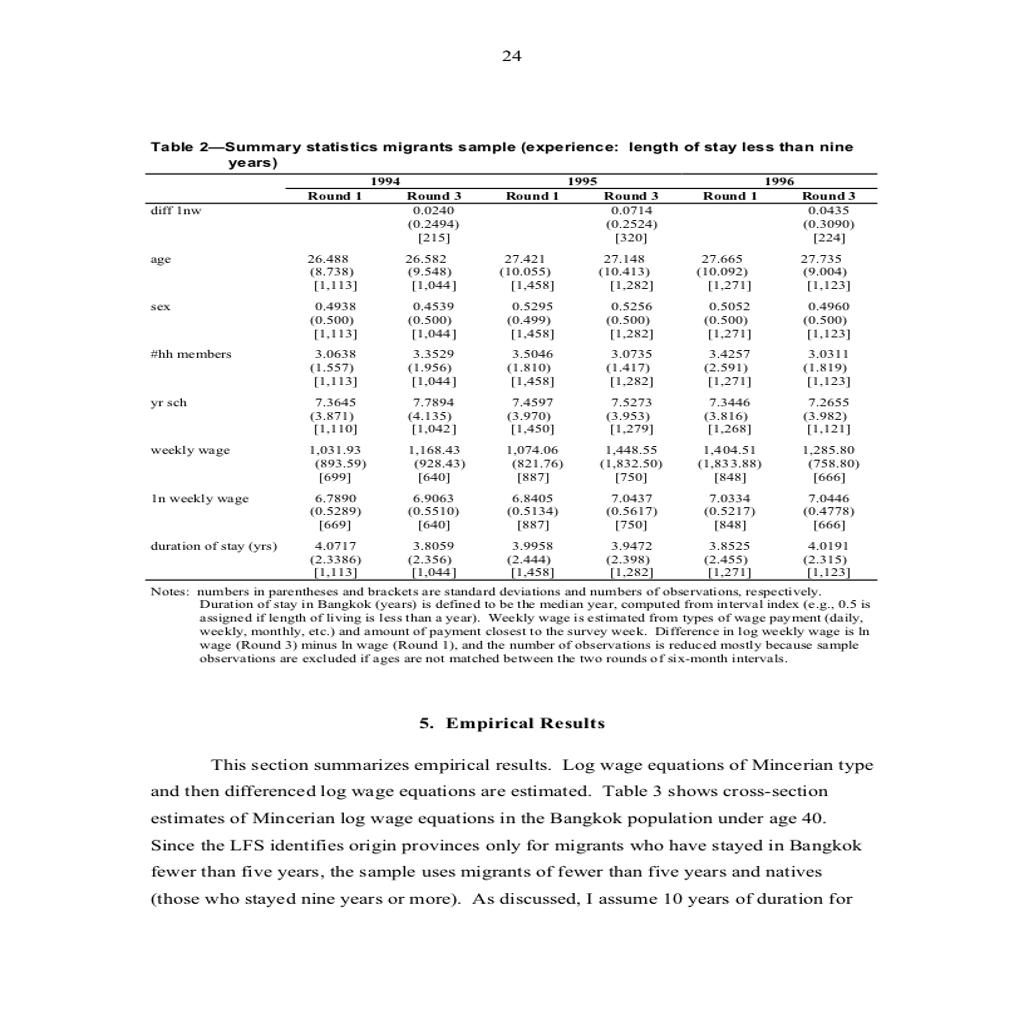 24
Table 2—Summary statistics migrants sample (experience: length of stay less than nine
years)
1994 1995 1996
Round 1 Round 3 Round 1 Round 3 Round 1 Round 3
diff lnw 0.0240 0.0714 0.0435
(0.2494) (0.2524) (0.3090)
[215] [320] [224]
age 26.488 26.582 27.421 27.148 27.665 27.735
(8.738) (9.548) (10.055) (10.413) (10.092) (9.004)
[1,113] [1,044] [1,458] [1,282] [1,271] [1,123]
sex 0.4938 0.4539 0.5295 0.5256 0.5052 0.4960
(0.500) (0.500) (0.499) (0.500) (0.500) (0.500)
[1,113] [1,044] [1,458] [1,282] [1,271] [1,123]
#hh members 3.0638 3.3529 3.5046 3.0735 3.4257 3.0311
(1.557) (1.956) (1.810) (1.417) (2.591) (1.819)
[1,113] [1,044] [1,458] [1,282] [1,271] [1,123]
yr sch 7.3645 7.7894 7.4597 7.5273 7.3446 7.2655
(3.871) (4.135) (3.970) (3.953) (3.816) (3.982)
[1,110] [1,042] [1,450] [1,279] [1,268] [1,121]
weekly wage 1,031.93 1,168.43 1,074.06 1,448.55 1,404.51 1,285.80
(893.59) (928.43) (821.76) (1,832.50) (1,833.88) (758.80)
[699] [640] [887] [750] [848] [666]
ln weekly wage 6.7890 6.9063 6.8405 7.0437 7.0334 7.0446
(0.5289) (0.5510) (0.5134) (0.5617) (0.5217) (0.4778)
[669] [640] [887] [750] [848] [666]
duration of stay (yrs) 4.0717 3.8059 3.9958 3.9472 3.8525 4.0191
(2.3386) (2.356) (2.444) (2.398) (2.455) (2.315)
[1,113] [1,044] [1,458] [1,282] [1,271] [1,123]
Notes: numbers in parentheses and brackets are standard deviations and numbers of observations, respectively.
Duration of stay in Bangkok (years) is defined to be the median year, computed from interval index (e.g., 0.5 is
assigned if length of living is less than a year). Weekly wage is estimated from types of wage payment (daily,
weekly, monthly, etc.) and amount of payment closest to the survey week. Difference in log weekly wage is ln
wage (Round 3) minus ln wage (Round 1), and the number of observations is reduced mostly because sample
observations are excluded if ages are not matched between the two rounds of six-month intervals.
5. Empirical Results
This section summarizes empirical results. Log wage equations of Mincerian type
and then differenced log wage equations are estimated. Table 3 shows cross-section
estimates of Mincerian log wage equations in the Bangkok population under age 40.
Since the LFS identifies origin provinces only for migrants who have stayed in Bangkok
fewer than five years, the sample uses migrants of fewer than five years and natives
(those who stayed nine years or more). As discussed, I assume 10 years of duration for